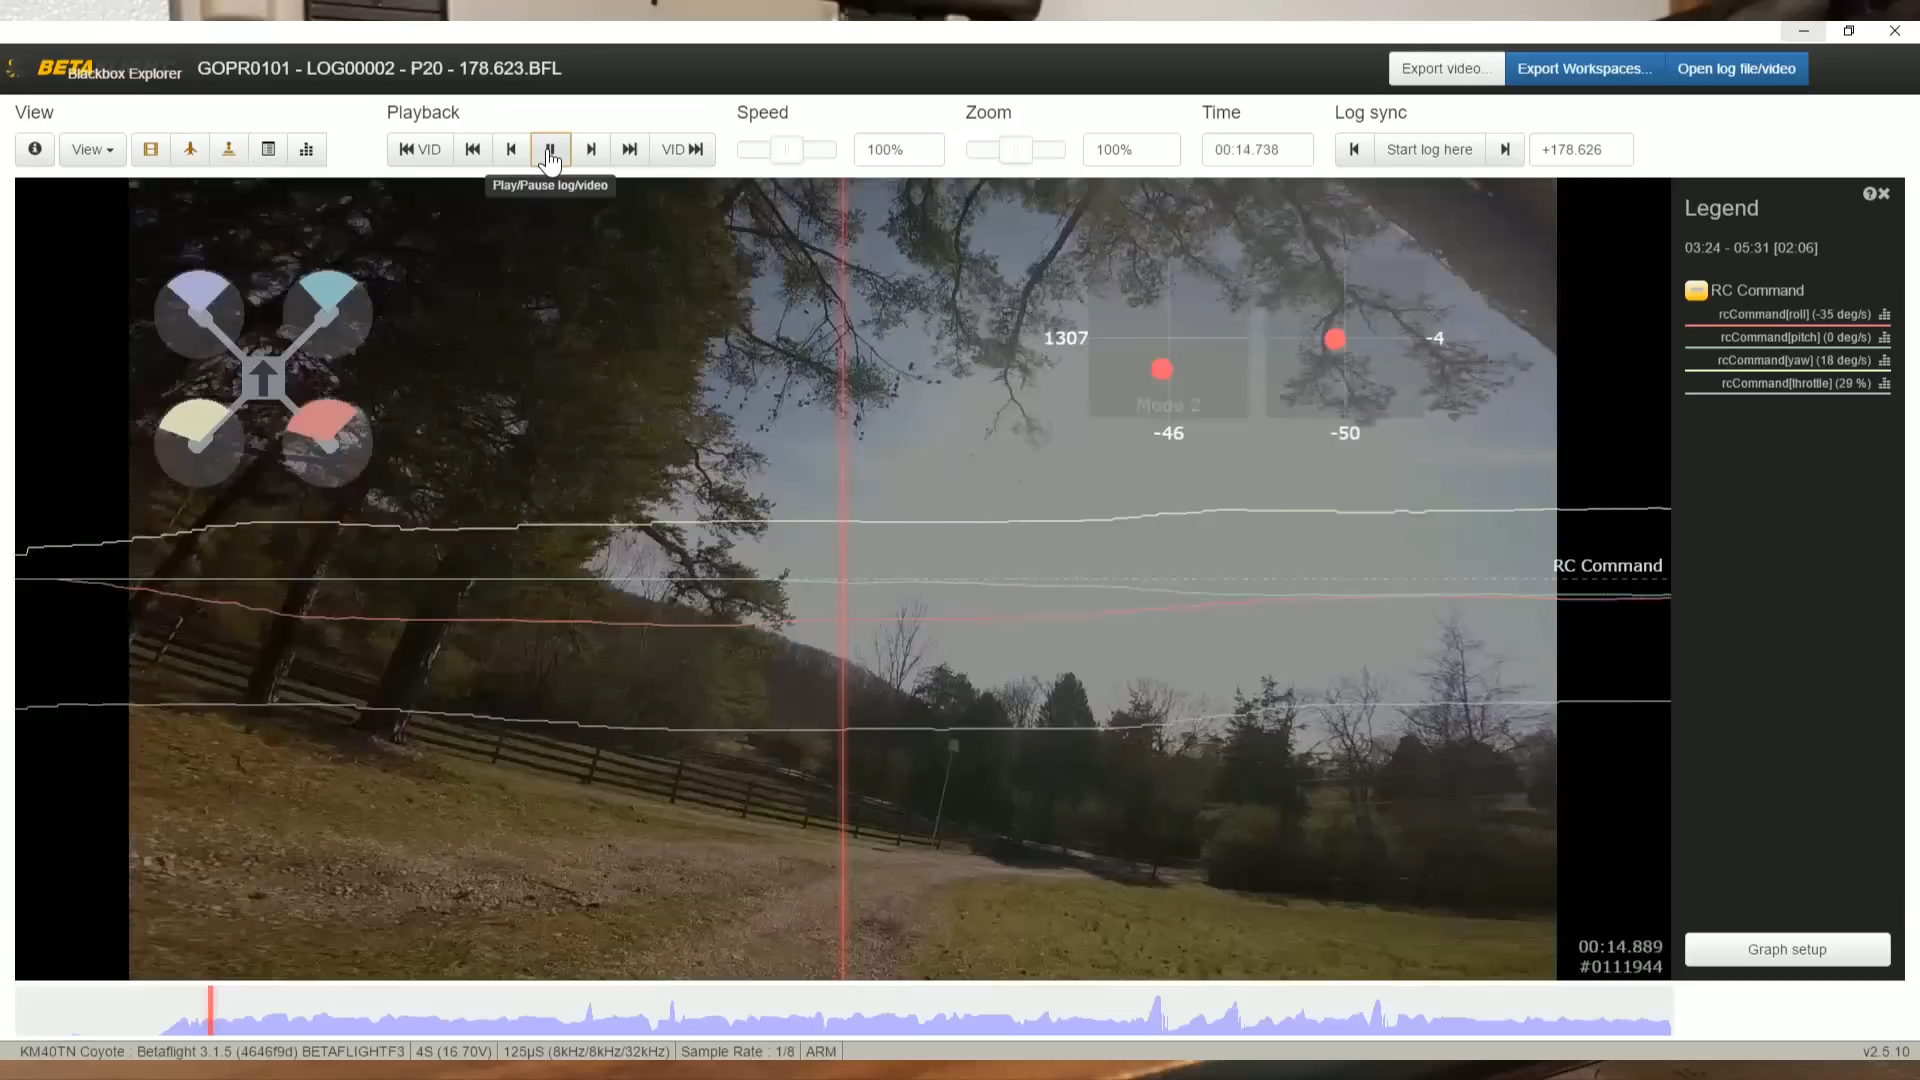 BETA
Blackbox Explorer
GOPR0101 - LOG00002 - P20 - 178.623.BFL
Export video...
Export Workspaces...
Open log file/video
View
Playback
Speed
Zoom
Time
Log sync
View
VID
VID
100%
100%
00:14.738
Start log here
+178.626
Play/Pause log/video
Legend
03:24 - 05:31 [02:06]
RC Command
rcCommand[roll] (-35 deg/s)
rcCommand[pitch] (0 deg/s)
rcCommand[yaw] (18 deg/s)
rcCommand[throttle] (29 %)
1307
-4
Mode 2
-46
-50
RC Command
00:14.889
#0111944
Graph setup
KM40TN Coyote : Betaflight 3.1.5 (4646f9d) BETAFLIGHTF3
4S (16.70V)
125µS (8kHz/8kHz/32kHz)
Sample Rate : 1/8
ARM
v2.5.10